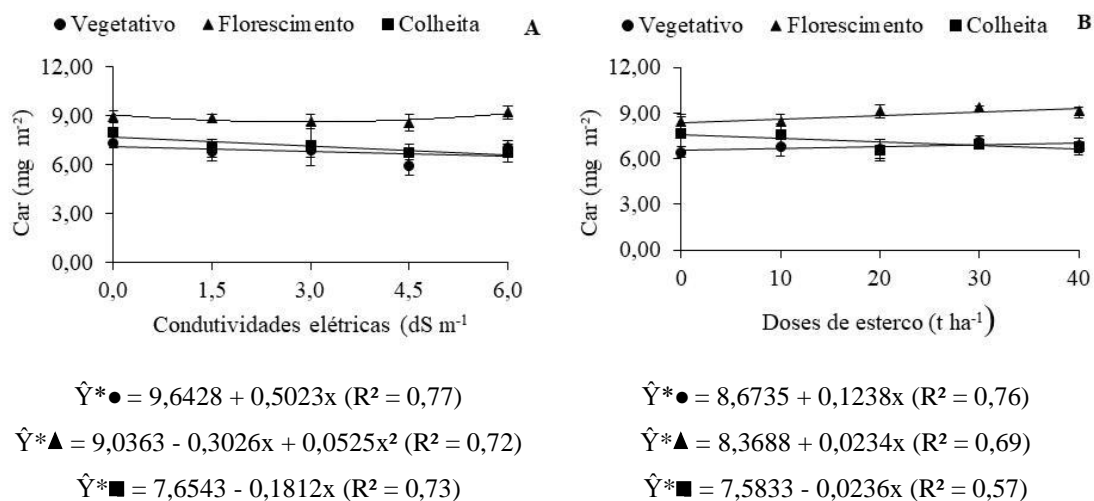 ● Vegetativo ▲ Florescimento ■ Colheita A
12,00
9,00
6,00
3,00
0,00
Car (mg m⁻²)
0,0 1,5 3,0 4,5 6,0
Condutividades elétricas (dS m⁻¹
● Vegetativo ▲ Florescimento ■ Colheita B
12,00
9,00
6,00
3,00
0,00
Car (mg m⁻²)
0 10 20 30 40
Doses de esterco (t ha⁻¹)
Ŷ*● = 9,6428 + 0,5023x (R² = 0,77)
Ŷ*▲ = 9,0363 - 0,3026x + 0,0525x² (R² = 0,72)
Ŷ*■ = 7,6543 - 0,1812x (R² = 0,73)
Ŷ*● = 8,6735 + 0,1238x (R² = 0,76)
Ŷ*▲ = 8,3688 + 0,0234x (R² = 0,69)
Ŷ*■ = 7,5833 - 0,0236x (R² = 0,57)